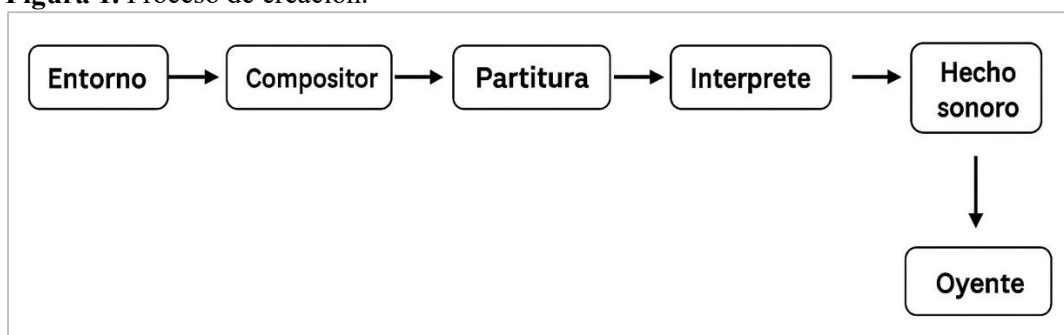 Figura 1. Proceso de creación.
Entorno
Compositor
Partitura
Interprete
Hecho
sonoro
Oyente